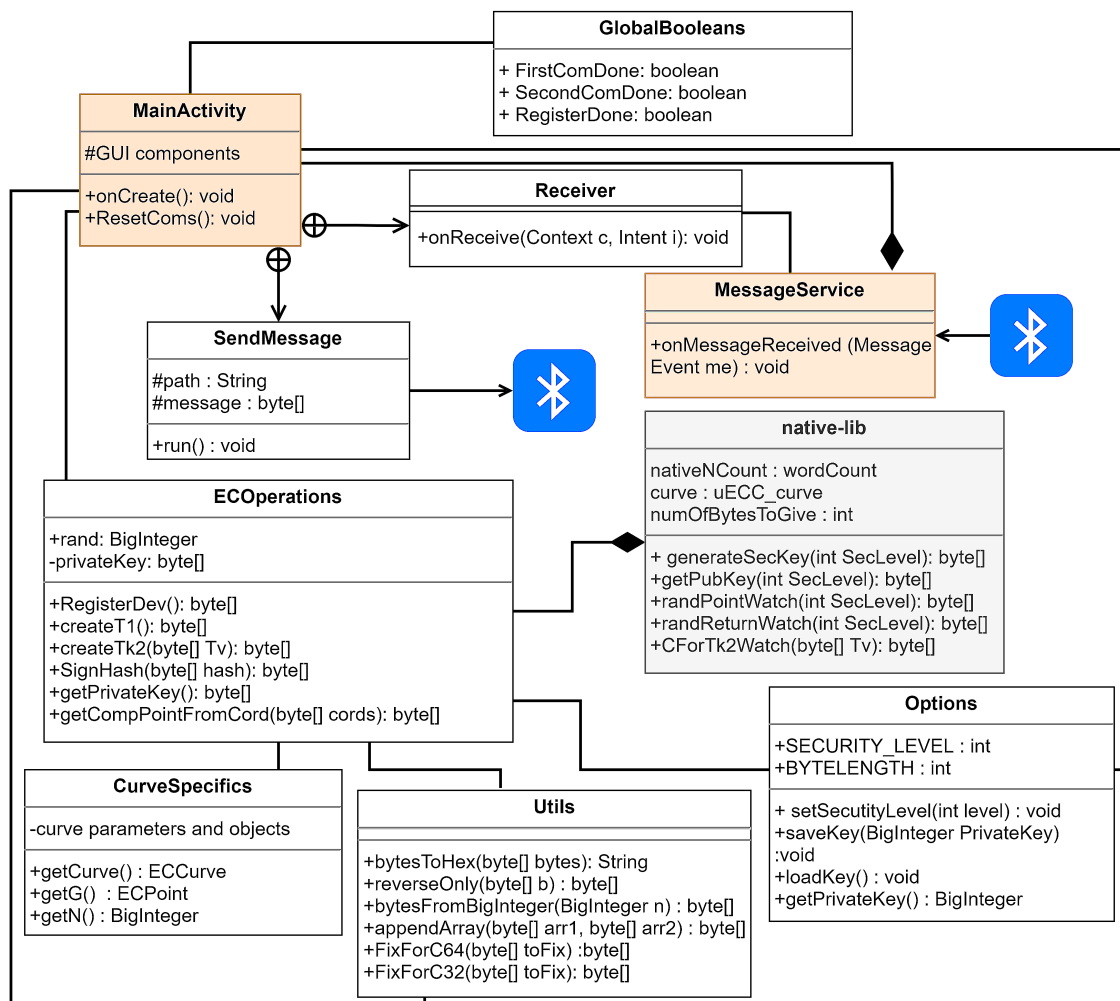 GlobalBooleans
+ FirstComDone: boolean
+ SecondComDone: boolean
+ RegisterDone: boolean
MainActivity
#GUI components
+onCreate(): void
+ResetComs(): void
Receiver
+onReceive(Context c, Intent i): void
MessageService
+onMessageReceived (Message
Event me) : void
SendMessage
#path : String
#message : byte[]
+run() : void
native-lib
nativeNCount : wordCount
curve : uECC_curve
numOfBytesToGive : int
+ generateSecKey(int SecLevel): byte[]
+getPubKey(int SecLevel): byte[]
+randPointWatch(int SecLevel): byte[]
+randReturnWatch(int SecLevel): byte[]
+CForTk2Watch(byte[] Tv): byte[]
ECOperations
+rand: BigInteger
-privateKey: byte[]
+RegisterDev(): byte[]
+createT1(): byte[]
+createTk2(byte[] Tv): byte[]
+SignHash(byte[] hash): byte[]
+getPrivateKey(): byte[]
+getCompPointFromCord(byte[] cords): byte[]
Options
+SECURITY_LEVEL : int
+BYTELENGTH : int
+ setSecutityLevel(int level) : void
+saveKey(BigInteger PrivateKey)
:void
+loadKey() : void
+getPrivateKey() : BigInteger
CurveSpecifics
-curve parameters and objects
+getCurve() : ECCurve
+getG() : ECPoint
+getN() : BigInteger
Utils
+bytesToHex(byte[] bytes): String
+reverseOnly(byte[] b) : byte[]
+bytesFromBigInteger(BigInteger n) : byte[]
+appendArray(byte[] arr1, byte[] arr2) : byte[]
+FixForC64(byte[] toFix) :byte[]
+FixForC32(byte[] toFix): byte[]